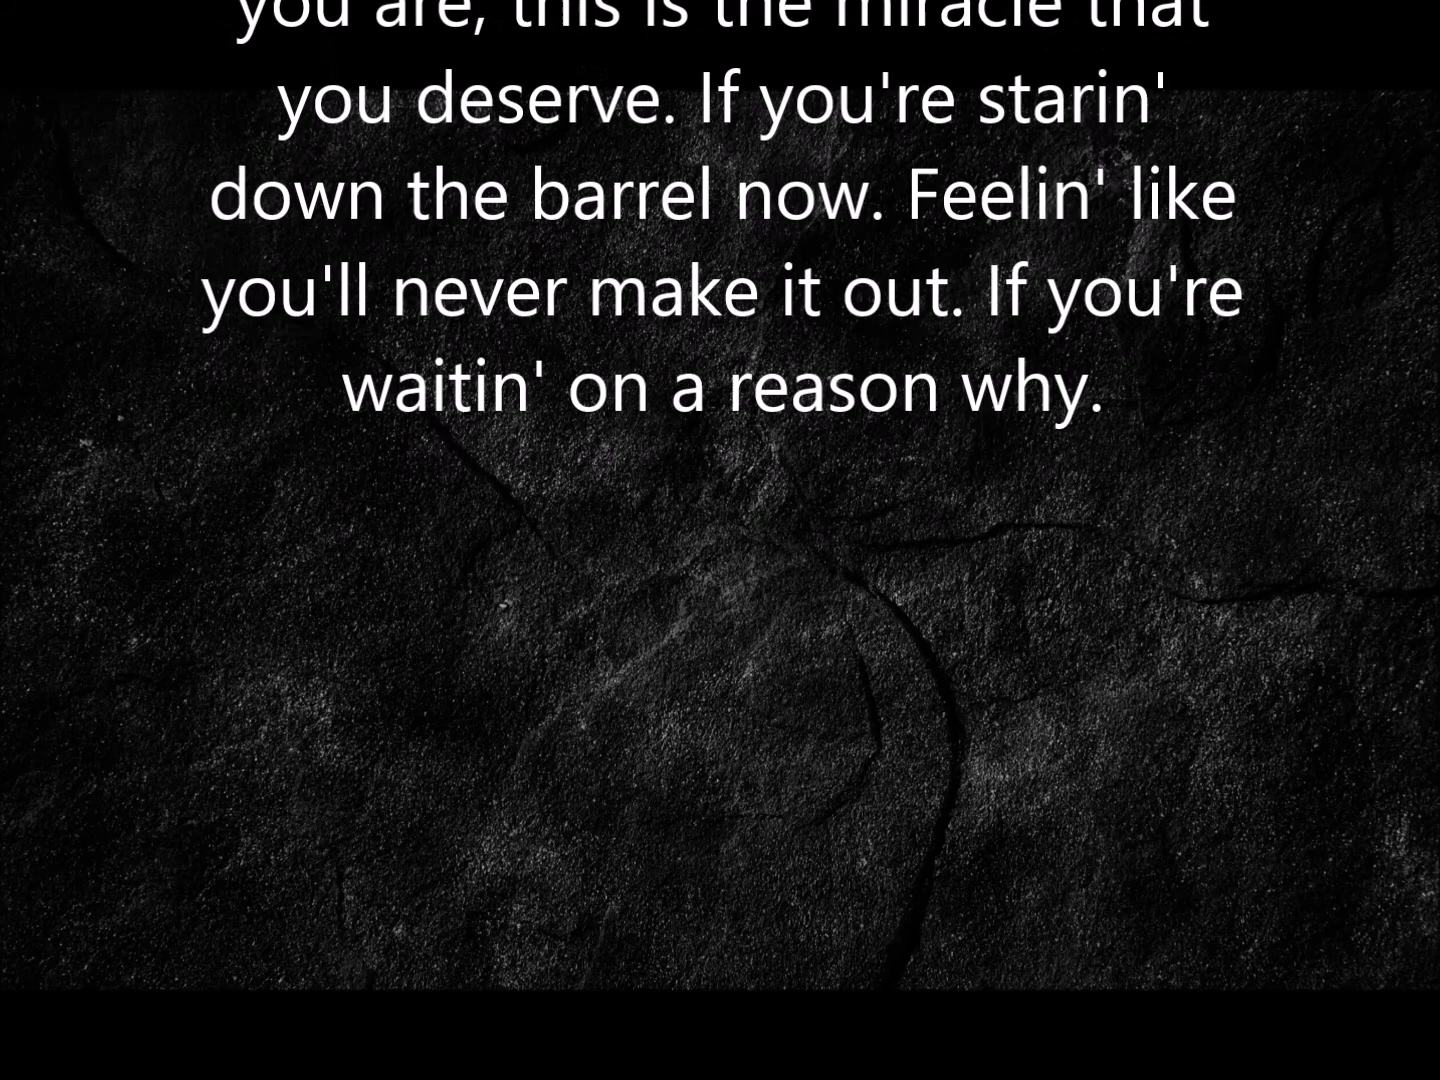 you are, this is the miracle that
you deserve. If you're starin'
down the barrel now. Feelin' like
you'll never make it out. If you're
waitin' on a reason why.